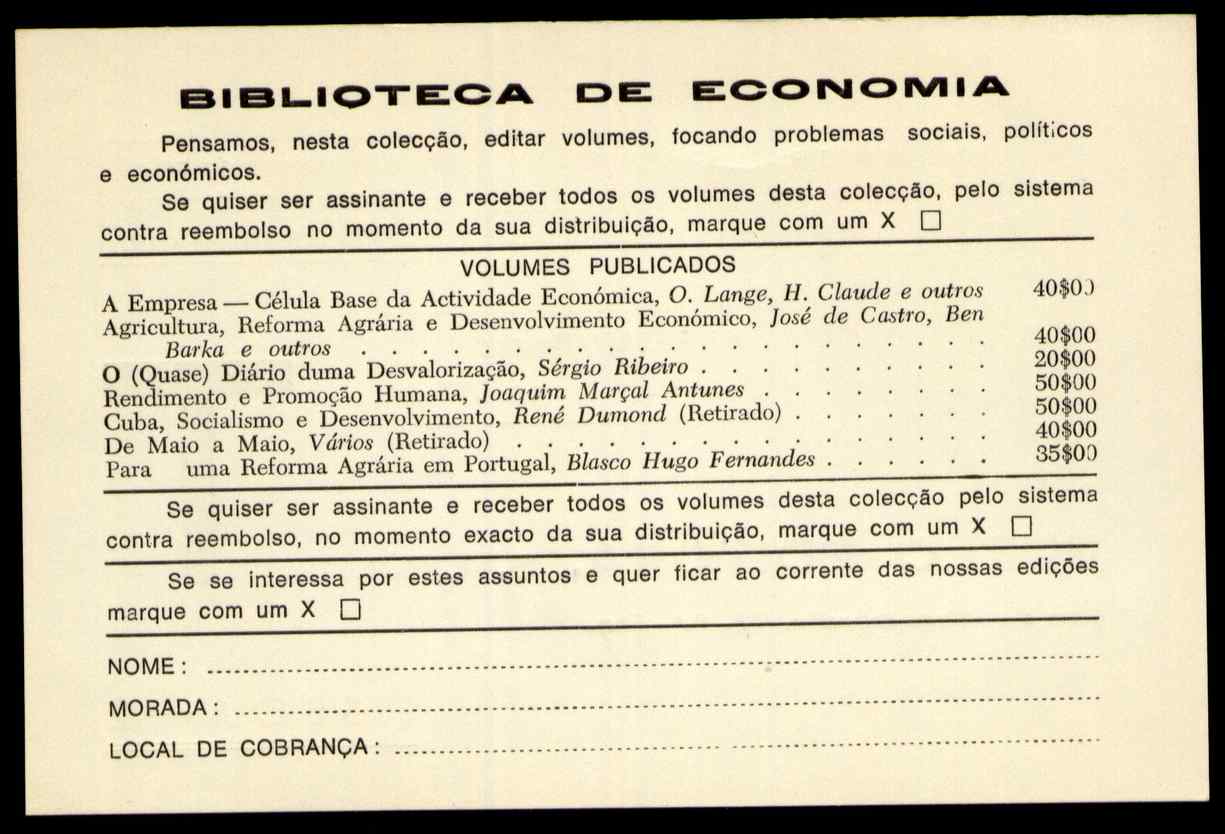 BIBLIOTECA DE ECONOMIA
Pensamos, nesta colecção, editar volumes, focando problemas sociais, políticos
e económicos.
Se quiser ser assinante e receber todos os volumes desta colecção, pelo sistema
contra reembolso no momento da sua distribuição, marque com um X ☐
VOLUMES PUBLICADOS
A Empresa — Célula Base da Actividade Económica, O. Lange, H. Claude e outros 40$00
Agricultura, Reforma Agrária e Desenvolvimento Económico, José de Castro, Ben
Barka e outros . . . . . . . . . . . . . . . . . . . . . 40$00
O (Quase) Diário duma Desvalorização, Sérgio Ribeiro . . . . . . . . . . 20$00
Rendimento e Promoção Humana, Joaquim Marçal Antunes . . . . . . . . 50$00
Cuba, Socialismo e Desenvolvimento, René Dumond (Retirado) . . . . . . . 50$00
De Maio a Maio, Vários (Retirado) . . . . . . . . . . . . . . . 40$00
Para uma Reforma Agrária em Portugal, Blasco Hugo Fernandes . . . . . . 35$00
Se quiser ser assinante e receber todos os volumes desta colecção pelo sistema
contra reembolso, no momento exacto da sua distribuição, marque com um X ☐
Se se interessa por estes assuntos e quer ficar ao corrente das nossas edições
marque com um X ☐
NOME :
MORADA :
LOCAL DE COBRANÇA :